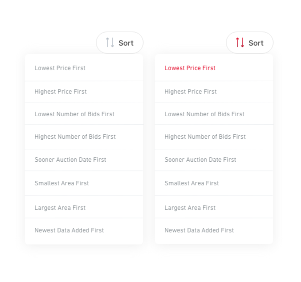 Sort
Lowest Price First
Highest Price First
Lowest Number of Bids First
Highest Number of Bids First
Sooner Auction Date First
Smallest Area First
Largest Area First
Newest Data Added First
Sort
Lowest Price First
Highest Price First
Lowest Number of Bids First
Highest Number of Bids First
Sooner Auction Date First
Smallest Area First
Largest Area First
Newest Data Added First